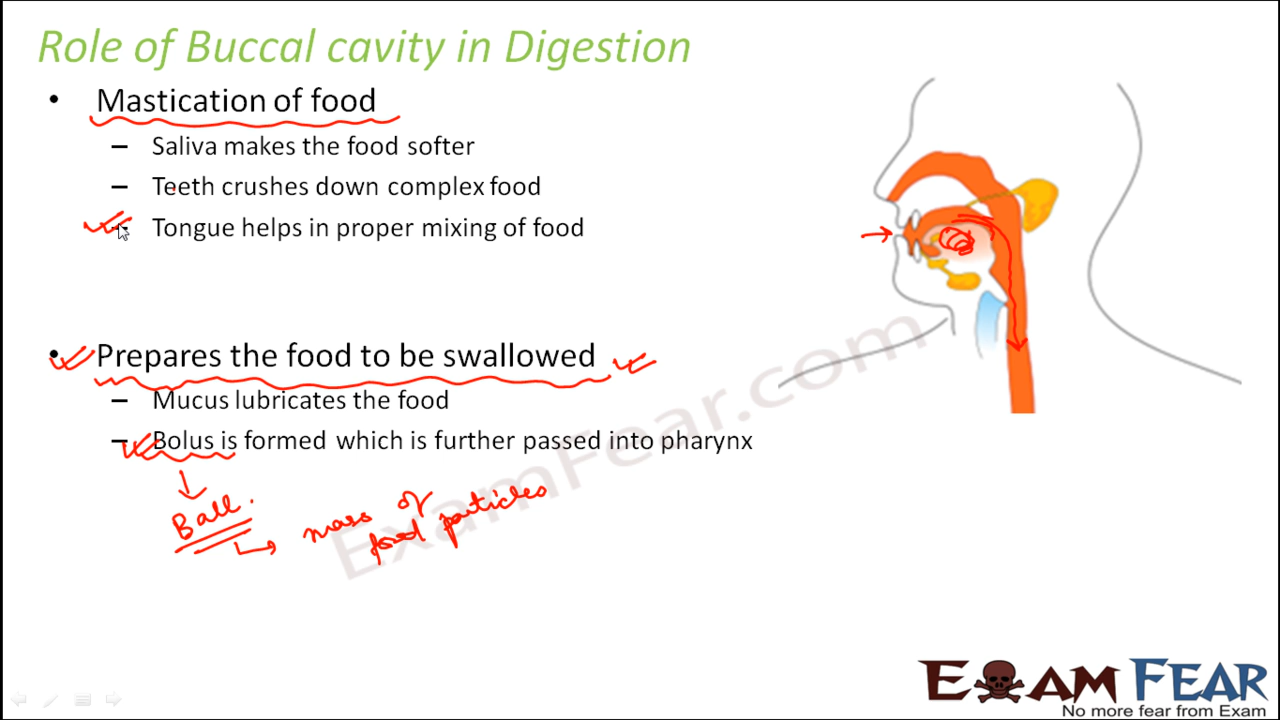 Role of Buccal cavity in Digestion
• Mastication of food
– Saliva makes the food softer
– Teeth crushes down complex food
– Tongue helps in proper mixing of food
• Prepares the food to be swallowed
– Mucus lubricates the food
– Bolus is formed which is further passed into pharynx
Ball.
mass of
food particles
ExamFear.com
EXAM FEAR
No more fear from Exam